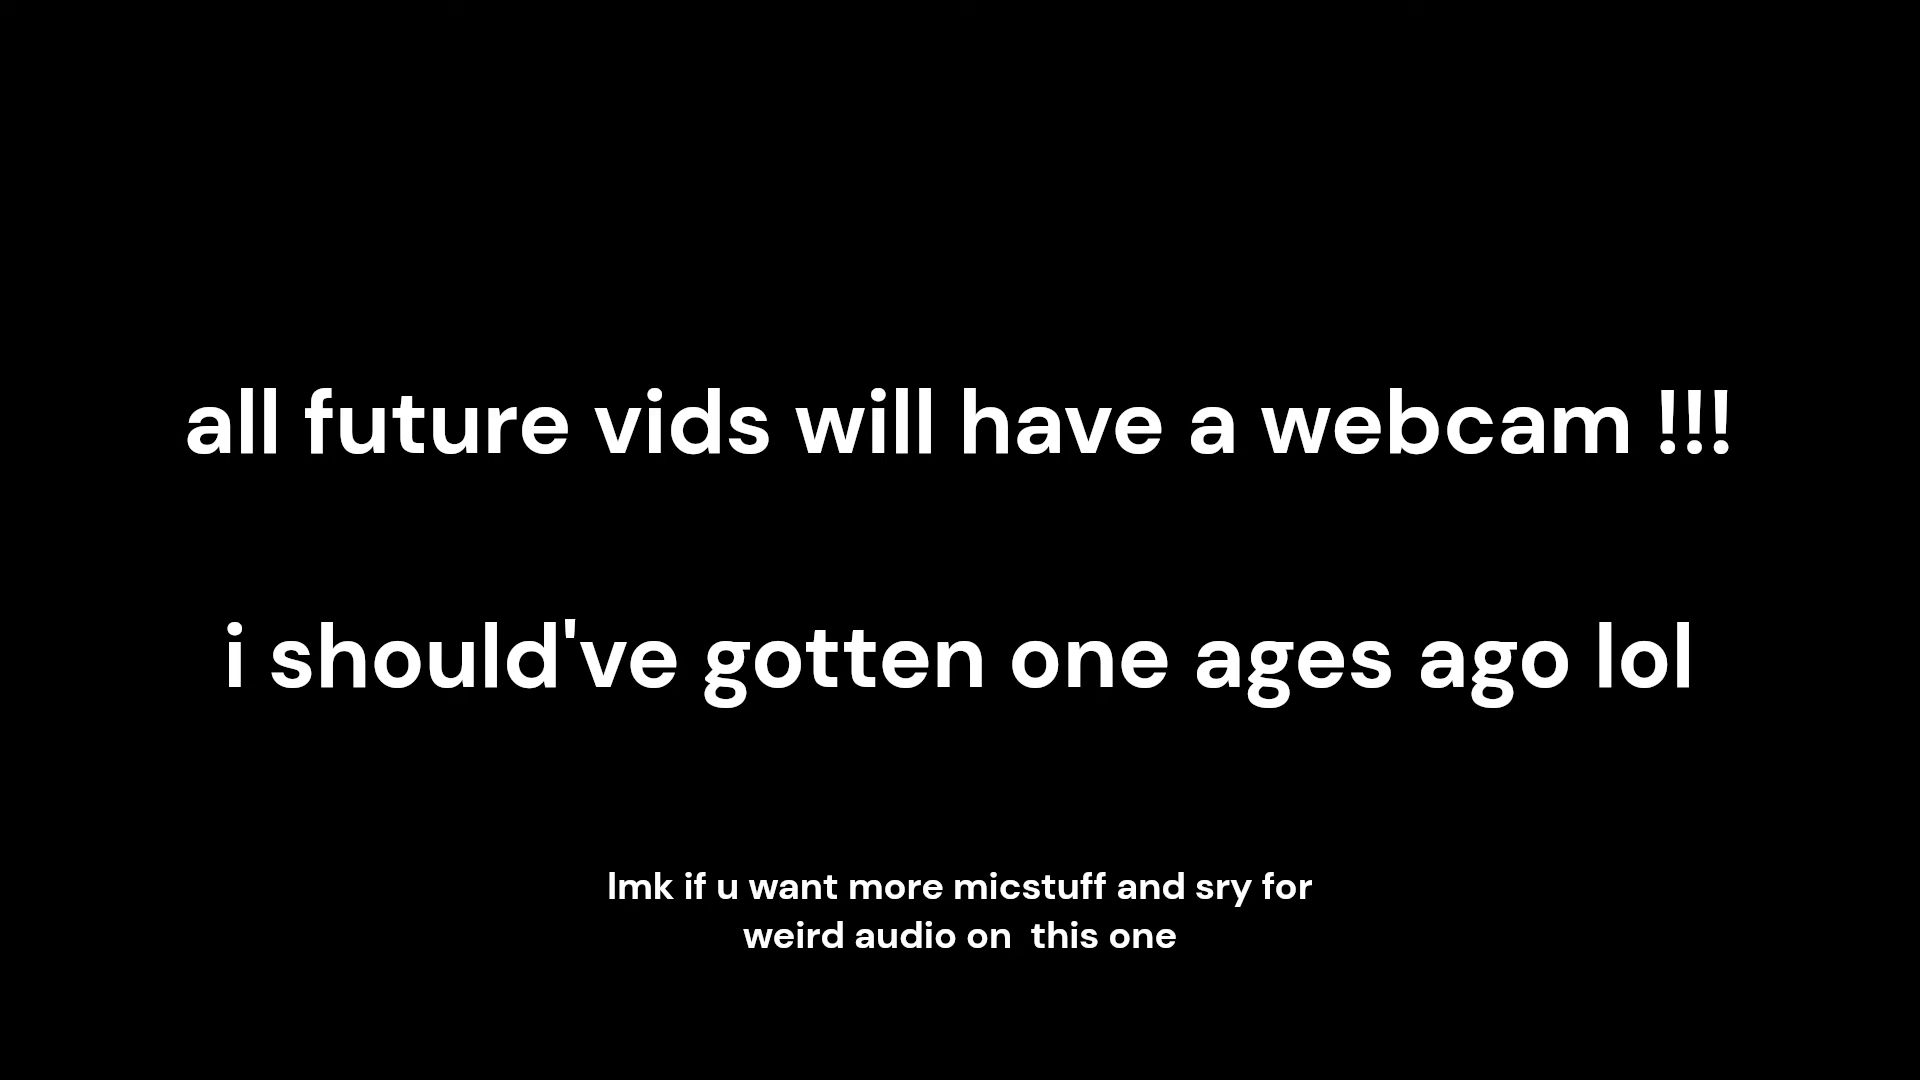 all future vids will have a webcam !!!
i should've gotten one ages ago lol
lmk if u want more micstuff and sry for
weird audio on  this one